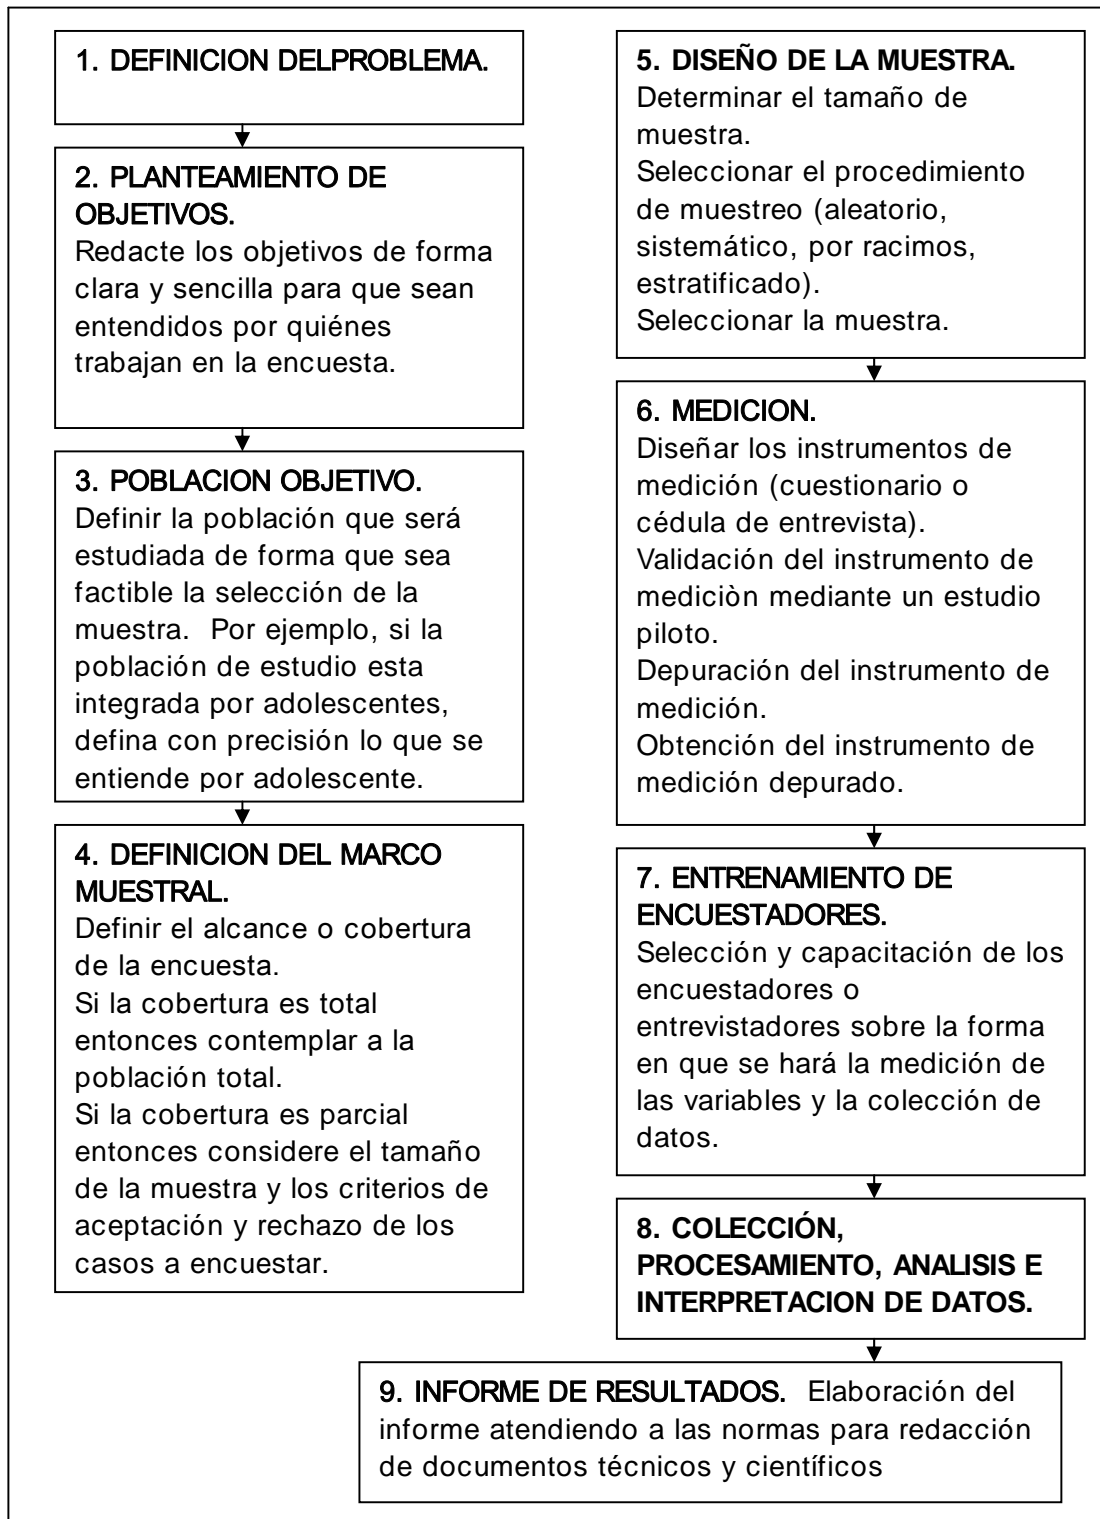 1. DEFINICION DELPROBLEMA.
2. PLANTEAMIENTO DE
OBJETIVOS.
Redacte los objetivos de forma
clara y sencilla para que sean
entendidos por quiénes
trabajan en la encuesta.
3. POBLACION OBJETIVO.
Definir la población que será
estudiada de forma que sea
factible la selección de la
muestra. Por ejemplo, si la
población de estudio esta
integrada por adolescentes,
defina con precisión lo que se
entiende por adolescente.
4. DEFINICION DEL MARCO
MUESTRAL.
Definir el alcance o cobertura
de la encuesta.
Si la cobertura es total
entonces contemplar a la
población total.
Si la cobertura es parcial
entonces considere el tamaño
de la muestra y los criterios de
aceptación y rechazo de los
casos a encuestar.
5. DISEÑO DE LA MUESTRA.
Determinar el tamaño de
muestra.
Seleccionar el procedimiento
de muestreo (aleatorio,
sistemático, por racimos,
estratificado).
Seleccionar la muestra.
6. MEDICION.
Diseñar los instrumentos de
medición (cuestionario o
cédula de entrevista).
Validación del instrumento de
mediciòn mediante un estudio
piloto.
Depuración del instrumento de
medición.
Obtención del instrumento de
medición depurado.
7. ENTRENAMIENTO DE
ENCUESTADORES.
Selección y capacitación de los
encuestadores o
entrevistadores sobre la forma
en que se hará la medición de
las variables y la colección de
datos.
8. COLECCIÓN,
PROCESAMIENTO, ANALISIS E
INTERPRETACION DE DATOS.
9. INFORME DE RESULTADOS. Elaboración del
informe atendiendo a las normas para redacción
de documentos técnicos y científicos